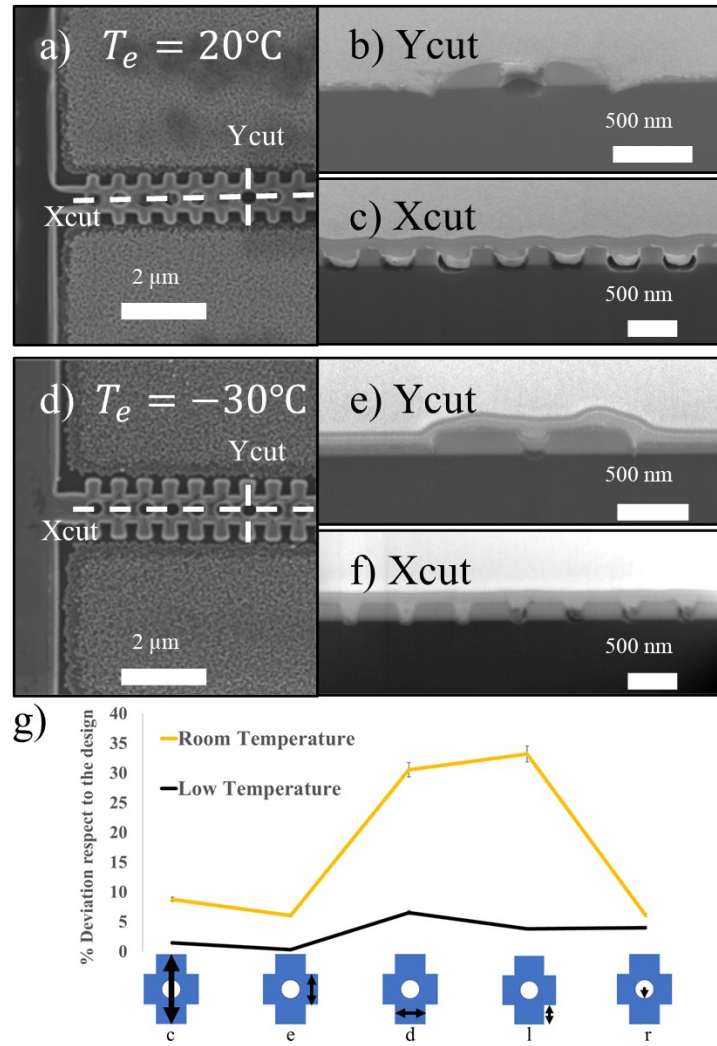 a) Tₑ = 20°C
Ycut
Xcut
2 µm
b) Ycut
500 nm
c) Xcut
500 nm
d) Tₑ = −30°C
Ycut
Xcut
2 µm
e) Ycut
500 nm
f) Xcut
500 nm
g)
% Deviation respect to the design
40
35
30
25
20
15
10
5
0
Room Temperature
Low Temperature
c e d l r